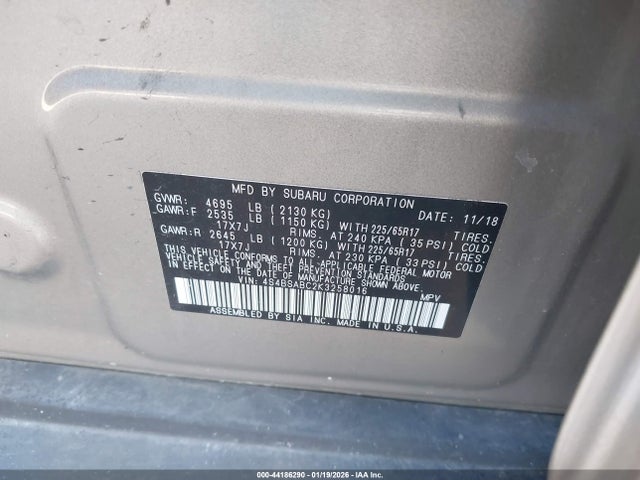 MFD BY SUBARU CORPORATION DATE: 11/18
GVWR: 4695 LB ( 2130 KG)
GAWR:F 2535 LB ( 1150 KG) WITH 225/65R17 TIRES.
17X7J RIMS. AT 240 KPA ( 35 PSI) COLD
GAWR:R 2645 LB ( 1200 KG) WITH 225/65R17 TIRES.
17X7J RIMS. AT 230 KPA ( 33 PSI) COLD
THIS VEHICLE CONFORMS TO ALL APPLICABLE FEDERAL MOTOR
VEHICLE SAFETY, BUMPER, AND THEFT PREVENTION STANDARDS
IN EFFECT ON THE DATE OF MANUFACTURE SHOWN ABOVE.
VIN: 4S4BSABC2K3258016 MPV
ASSEMBLED BY SIA INC. MADE IN U.S.A.
000-44186290 - 01/19/2026 - IAA Inc.